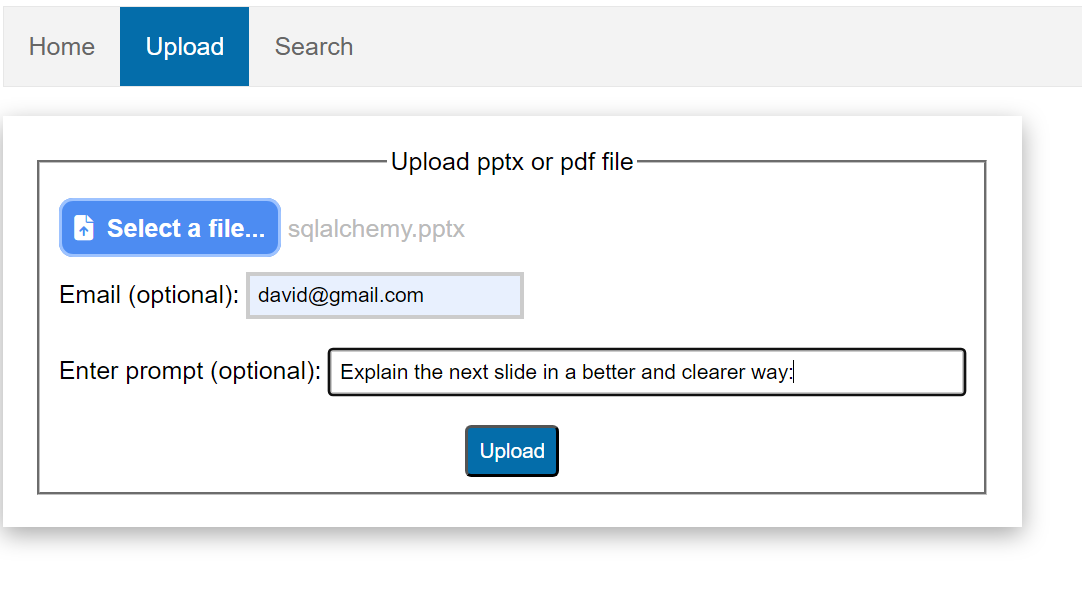 Home Upload Search
Upload pptx or pdf file
Select a file... sqlalchemy.pptx
Email (optional): david@gmail.com
Enter prompt (optional): Explain the next slide in a better and clearer way:
Upload